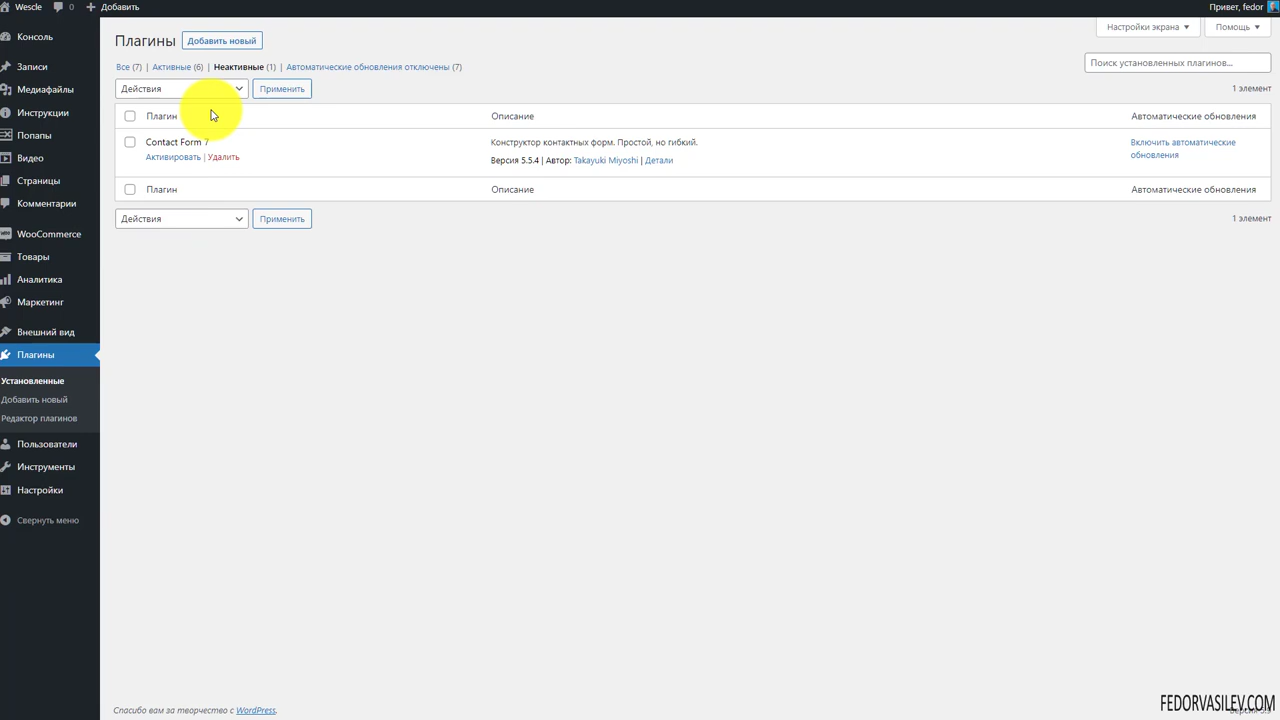 Wescle 0 Добавить Привет, fedor
Консоль
Записи
Медиафайлы
Инструкции
Попапы
Видео
Страницы
Комментарии
WooCommerce
Товары
Аналитика
Маркетинг
Внешний вид
Плагины
Установленные
Добавить новый
Редактор плагинов
Пользователи
Инструменты
Настройки
Свернуть меню
Настройки экрана Помощь
Плагины Добавить новый
Все (7) | Активные (6) | Неактивные (1) | Автоматические обновления отключены (7)
Поиск установленных плагинов...
Действия Применить 1 элемент
Плагин Описание Автоматические обновления
Contact Form 7 Конструктор контактных форм. Простой, но гибкий. Включить автоматические
обновления
Активировать | Удалить Версия 5.5.4 | Автор: Takayuki Miyoshi | Детали
Плагин Описание Автоматические обновления
Действия Применить 1 элемент
Спасибо вам за творчество с WordPress.
FEDORVASILEV.COM